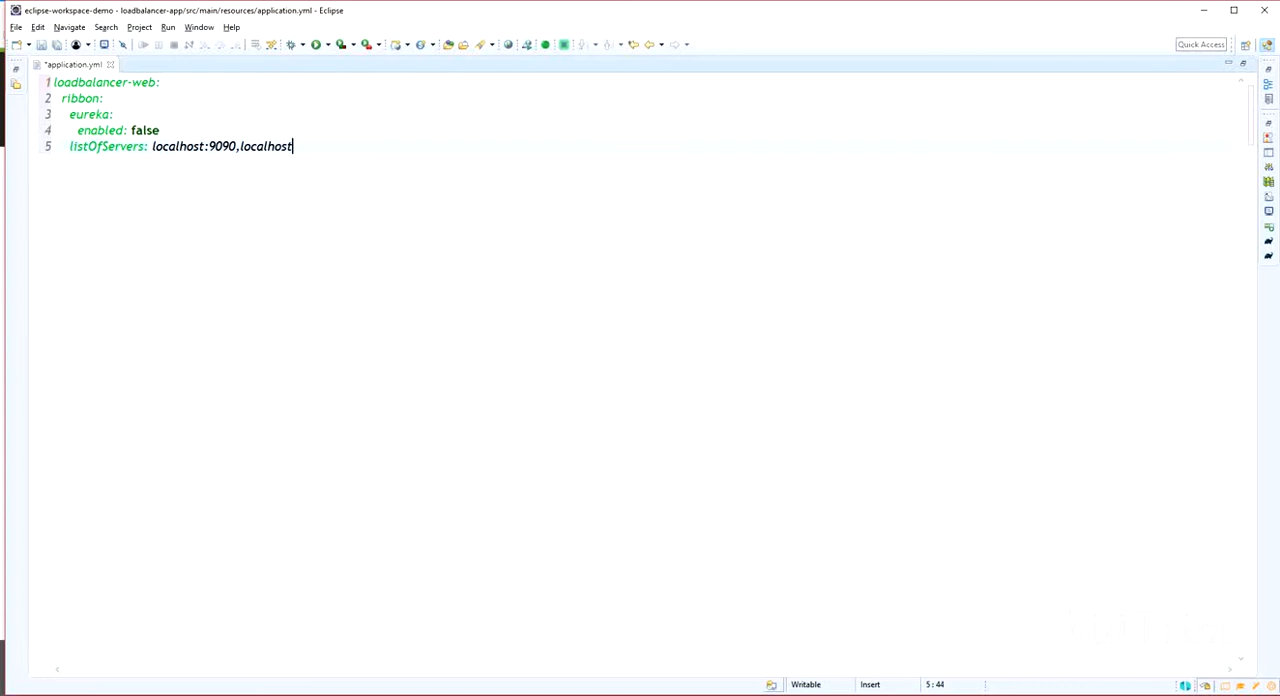 eclipse-workspace-demo - loadbalancer-app/src/main/resources/application.yml - Eclipse
File Edit Navigate Search Project Run Window Help
Quick Access
*application.yml
1 loadbalancer-web:
2 ribbon:
3 eureka:
4 enabled: false
5 listOfServers: localhost:9090,localhost
Writable Insert 5:44